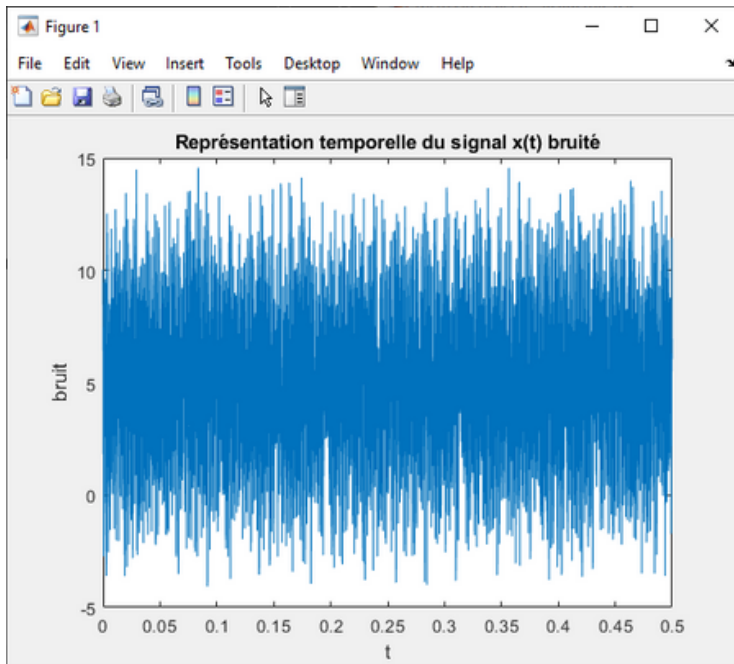 Figure 1
File Edit View Insert Tools Desktop Window Help
Représentation temporelle du signal x(t) bruité
15
10
5
0
-5
bruit
0 0.05 0.1 0.15 0.2 0.25 0.3 0.35 0.4 0.45 0.5
t